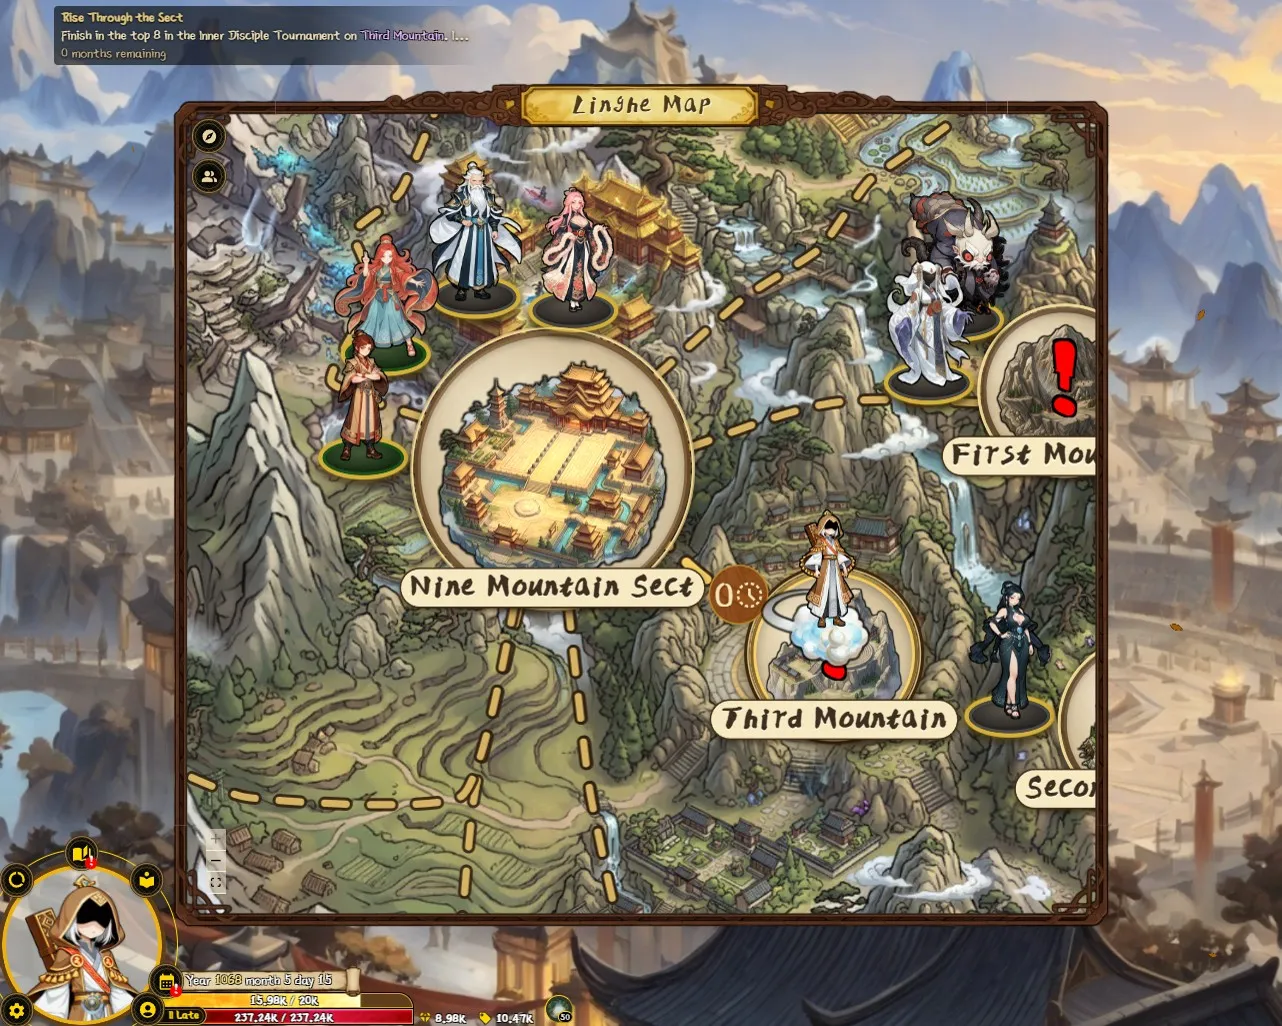 Rise Through the Sect
Finish in the top 8 in the Inner Disciple Tournament on Third Mountain. I...
0 months remaining
Linghe Map
First Mou
Nine Mountain Sect
0
Third Mountain
Secon
Year 1068 month 5 day 15
15.98k / 20k
II Late
237.24k / 237.24k
8.98k
10.47k
50